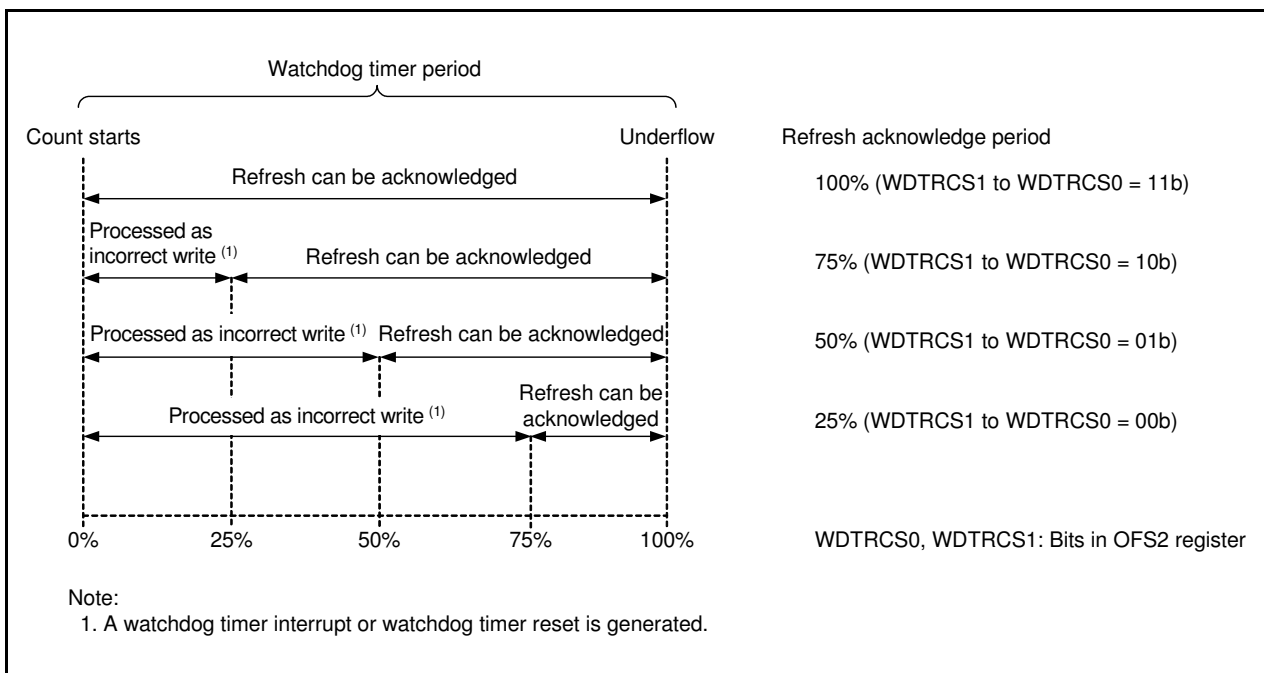 Watchdog timer period
Count starts
Underflow
Refresh acknowledge period
Refresh can be acknowledged
100% (WDTRCS1 to WDTRCS0 = 11b)
Processed as
incorrect write (1)
Refresh can be acknowledged
75% (WDTRCS1 to WDTRCS0 = 10b)
Processed as incorrect write (1)
Refresh can be acknowledged
50% (WDTRCS1 to WDTRCS0 = 01b)
Processed as incorrect write (1)
Refresh can be
acknowledged
25% (WDTRCS1 to WDTRCS0 = 00b)
0%
25%
50%
75%
100%
WDTRCS0, WDTRCS1: Bits in OFS2 register
Note:
1. A watchdog timer interrupt or watchdog timer reset is generated.